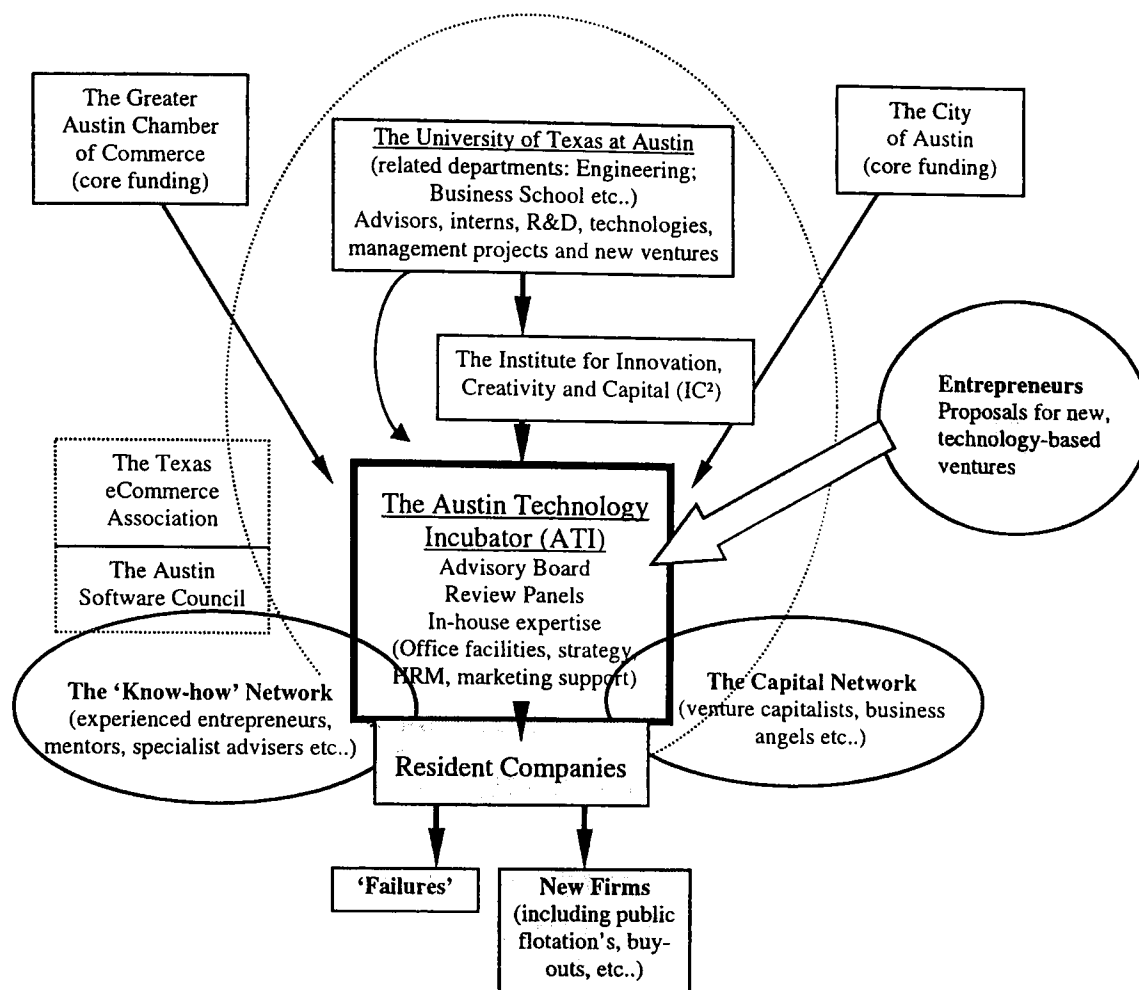 The Greater
Austin Chamber
of Commerce
(core funding)
The University of Texas at Austin
(related departments: Engineering;
Business School etc..)
Advisors, interns, R&D, technologies,
management projects and new ventures
The City
of Austin
(core funding)
The Institute for Innovation,
Creativity and Capital (IC²)
Entrepreneurs
Proposals for new,
technology-based
ventures
The Texas
eCommerce
Association
The Austin
Software Council
The Austin Technology
Incubator (ATI)
Advisory Board
Review Panels
In-house expertise
(Office facilities, strategy,
HRM, marketing support)
The 'Know-how' Network
(experienced entrepreneurs,
mentors, specialist advisers etc..)
The Capital Network
(venture capitalists, business
angels etc..)
Resident Companies
'Failures'
New Firms
(including public
flotation's, buy-
outs, etc..)